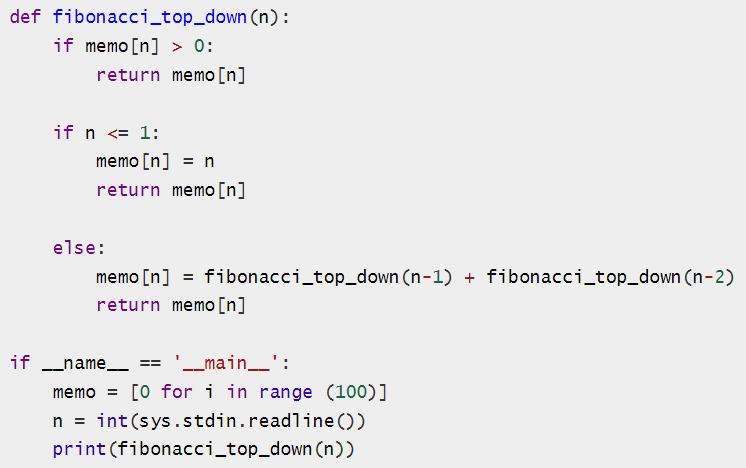 def fibonacci_top_down(n):
    if memo[n] > 0:
        return memo[n]

    if n <= 1:
        memo[n] = n
        return memo[n]

    else:
        memo[n] = fibonacci_top_down(n-1) + fibonacci_top_down(n-2)
        return memo[n]

if __name__ == '__main__':
    memo = [0 for i in range (100)]
    n = int(sys.stdin.readline())
    print(fibonacci_top_down(n))